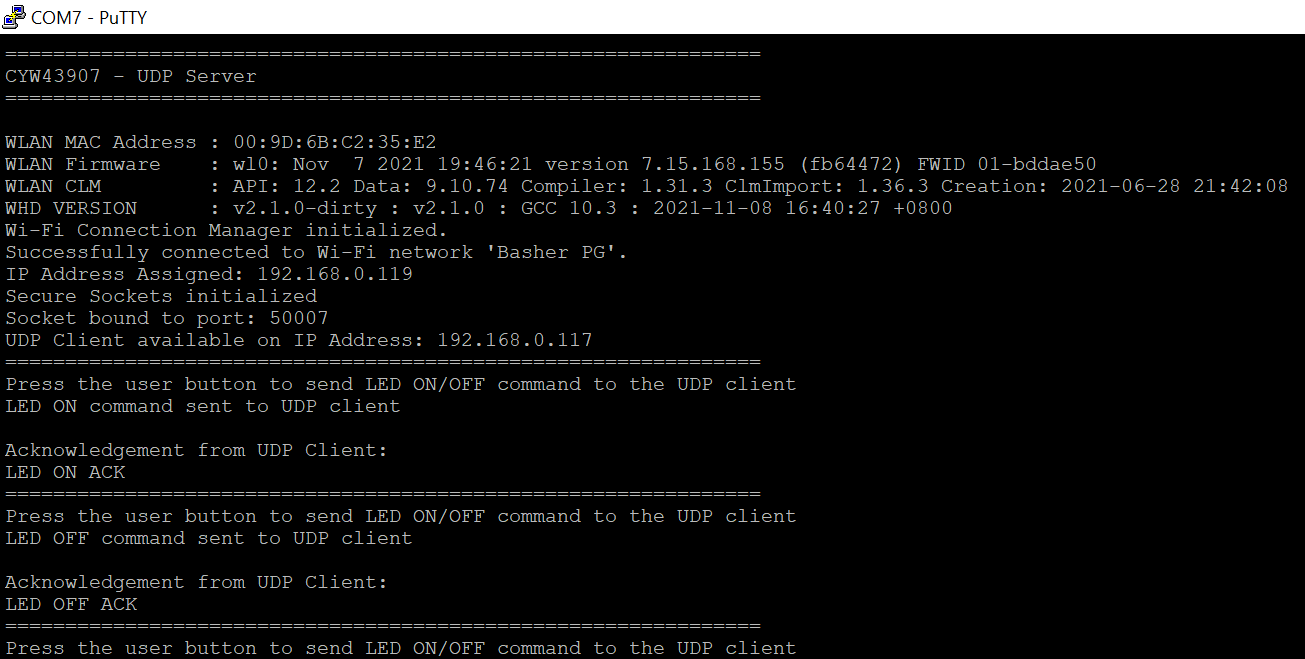 COM7 - PuTTY
===============================================================
CYW43907 - UDP Server
===============================================================
WLAN MAC Address : 00:9D:6B:C2:35:E2
WLAN Firmware    : wl0: Nov  7 2021 19:46:21 version 7.15.168.155 (fb64472) FWID 01-bddae50
WLAN CLM         : API: 12.2 Data: 9.10.74 Compiler: 1.31.3 ClmImport: 1.36.3 Creation: 2021-06-28 21:42:08
WHD VERSION      : v2.1.0-dirty : v2.1.0 : GCC 10.3 : 2021-11-08 16:40:27 +0800
Wi-Fi Connection Manager initialized.
Successfully connected to Wi-Fi network 'Basher PG'.
IP Address Assigned: 192.168.0.119
Secure Sockets initialized
Socket bound to port: 50007
UDP Client available on IP Address: 192.168.0.117
===============================================================
Press the user button to send LED ON/OFF command to the UDP client
LED ON command sent to UDP client
Acknowledgement from UDP Client:
LED ON ACK
===============================================================
Press the user button to send LED ON/OFF command to the UDP client
LED OFF command sent to UDP client
Acknowledgement from UDP Client:
LED OFF ACK
===============================================================
Press the user button to send LED ON/OFF command to the UDP client